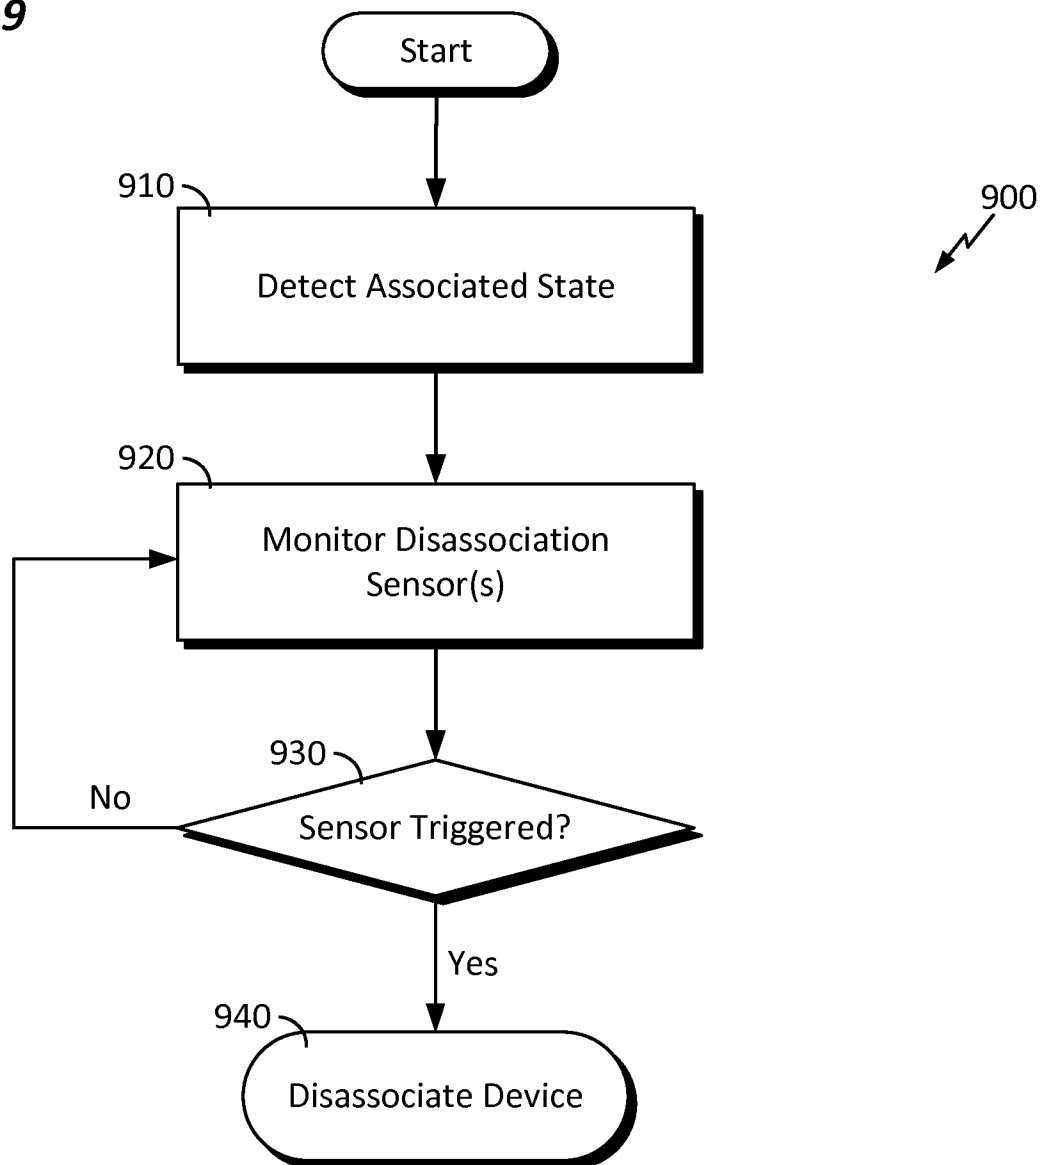 9
Start
910
900
Detect Associated State
920
Monitor Disassociation
Sensor(s)
930
No
Sensor Triggered?
Yes
940
Disassociate Device